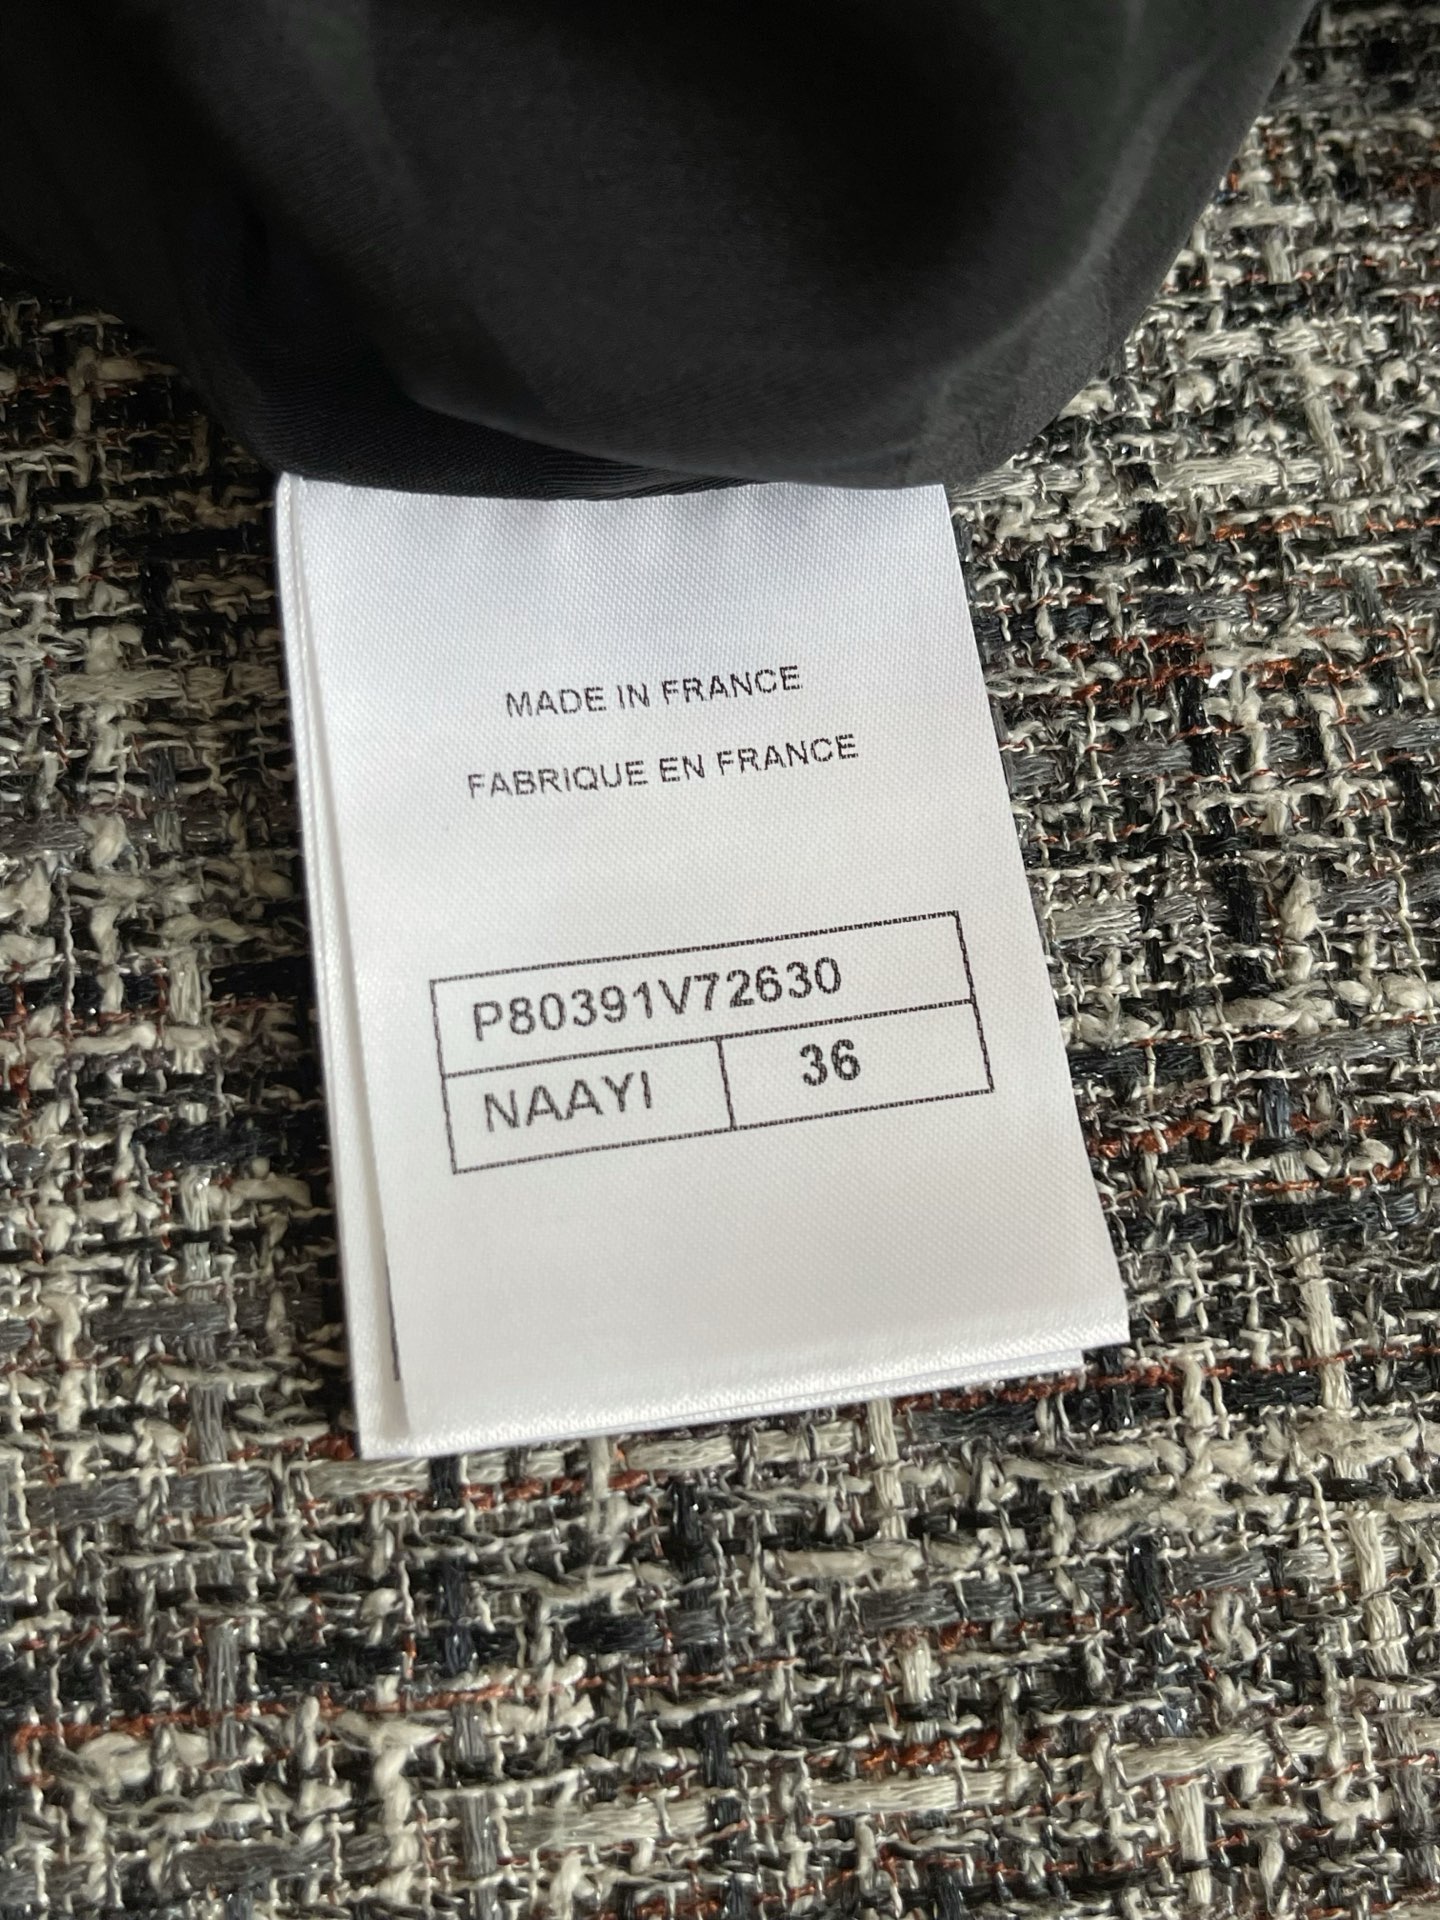 MADE IN FRANCE
FABRIQUE EN FRANCE
P80391V72630
NAAYI 36